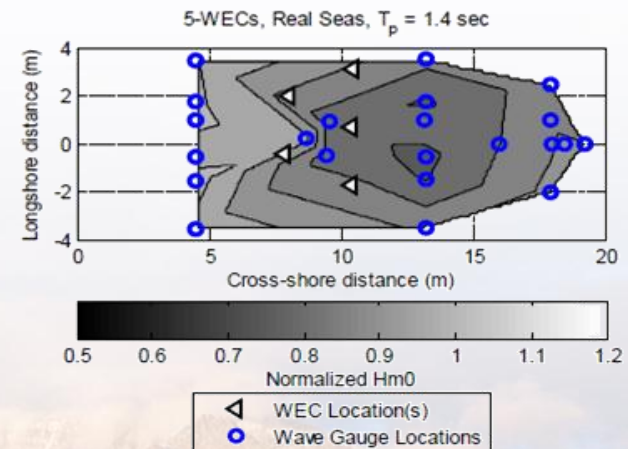 5-WECs, Real Seas, Tp = 1.4 sec
4
2
0
-2
-4
Longshore distance (m)
0 5 10 15 20
Cross-shore distance (m)
0.5 0.6 0.7 0.8 0.9 1 1.1 1.2
Normalized Hm0
WEC Location(s)
Wave Gauge Locations